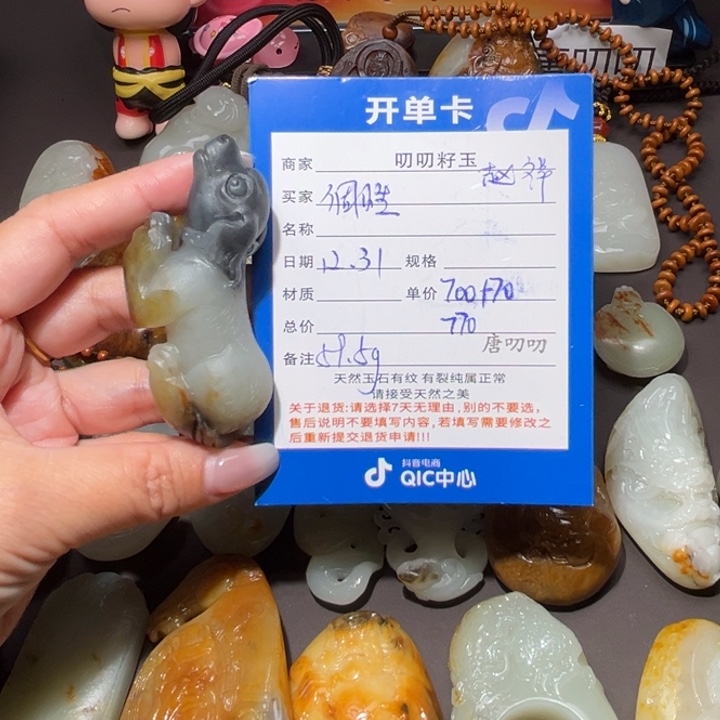 开单卡
商家 叨叨籽玉
赵祥
买家
名称
日期 12.31 规格
材质 单价 700+70
总价 770
唐叨叨
备注 59.5g
天然玉石有纹 有裂纯属正常
请接受天然之美
关于退货:请选择7天无理由,别的不要选,
售后说明不要填写内容,若填写需要修改之
后重新提交退货申请!!!
抖音电商
QIC中心